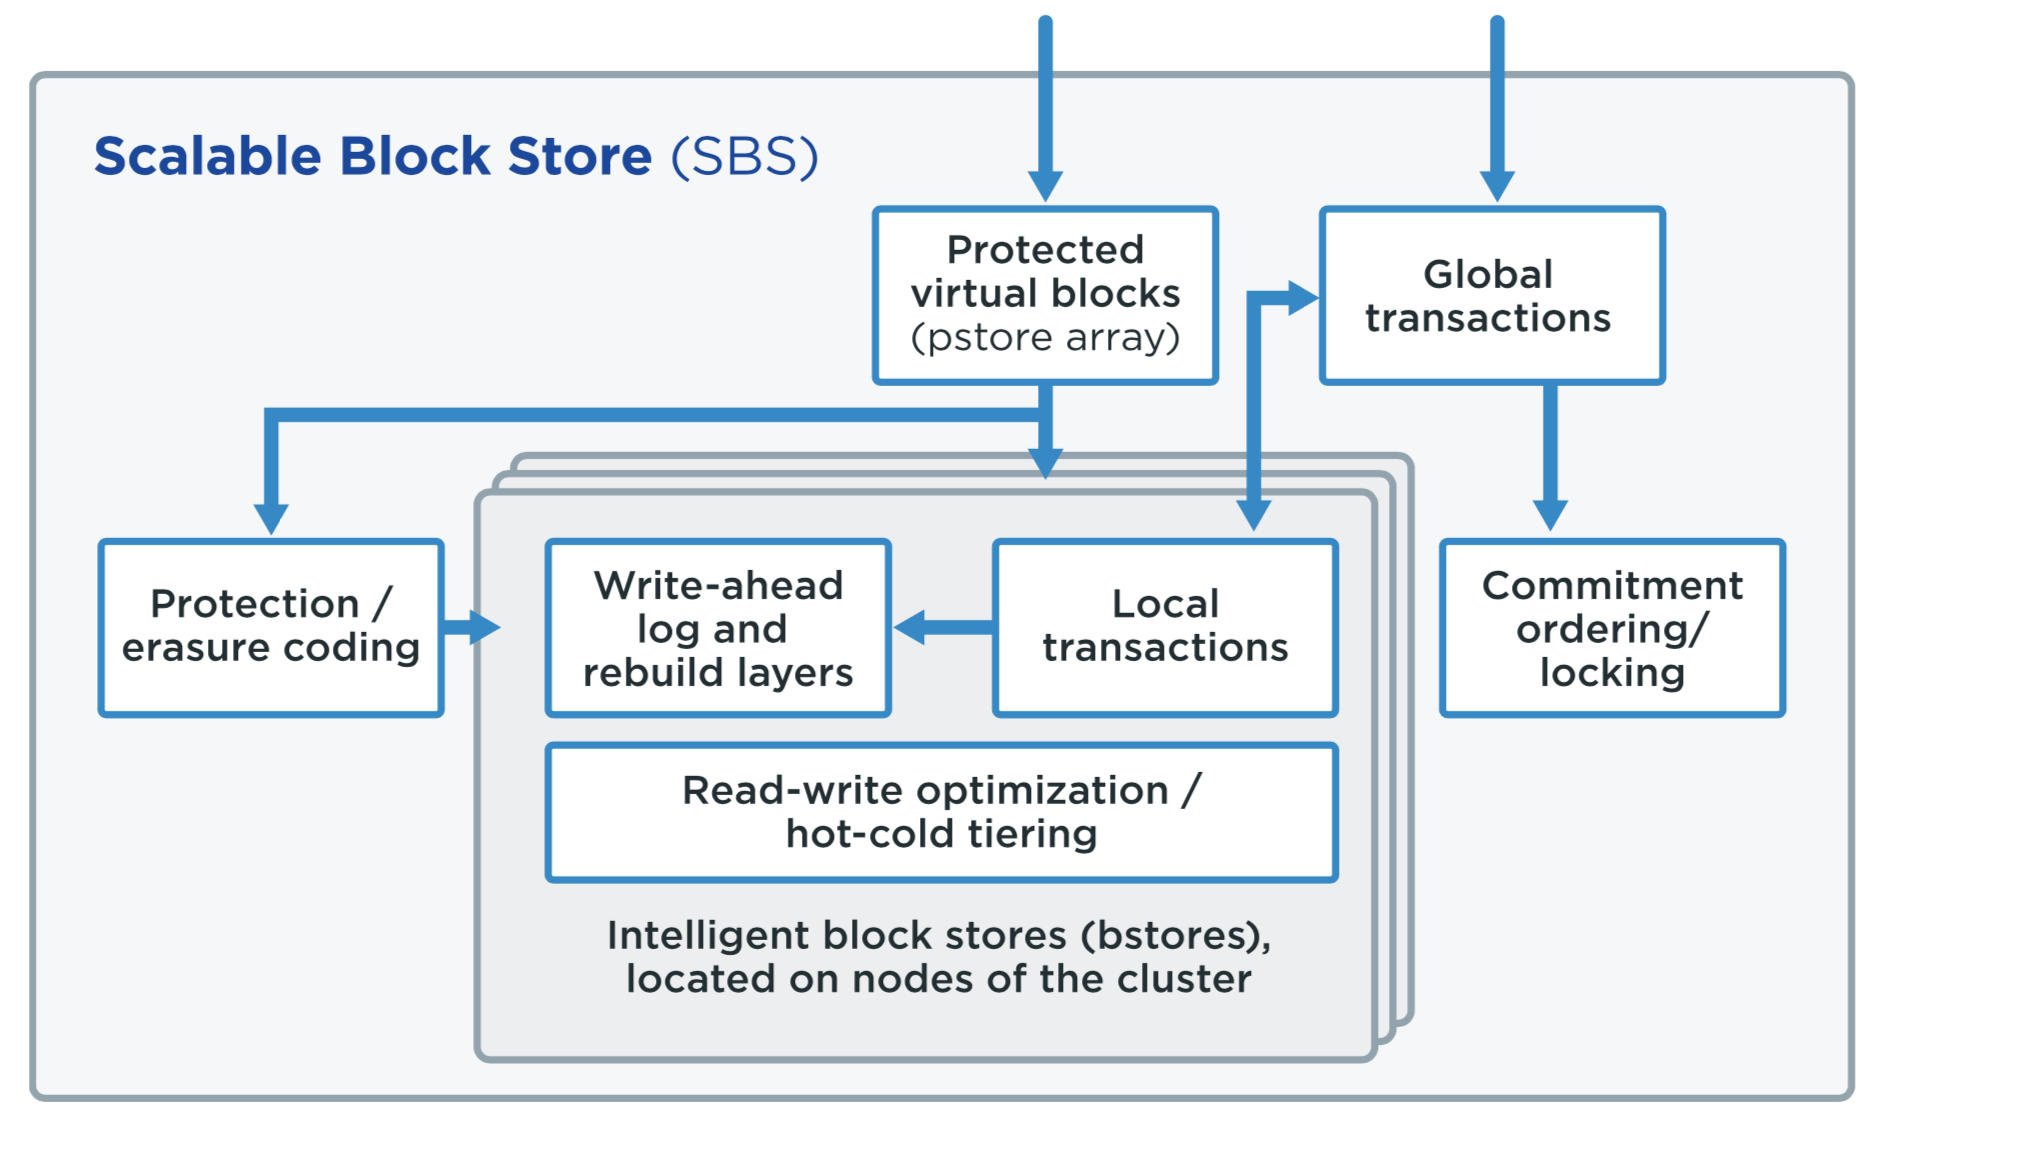 Scalable Block Store (SBS)
Protected
virtual blocks
(pstore array)
Global
transactions
Protection /
erasure coding
Write-ahead
log and
rebuild layers
Local
transactions
Commitment
ordering/
locking
Read-write optimization /
hot-cold tiering
Intelligent block stores (bstores),
located on nodes of the cluster